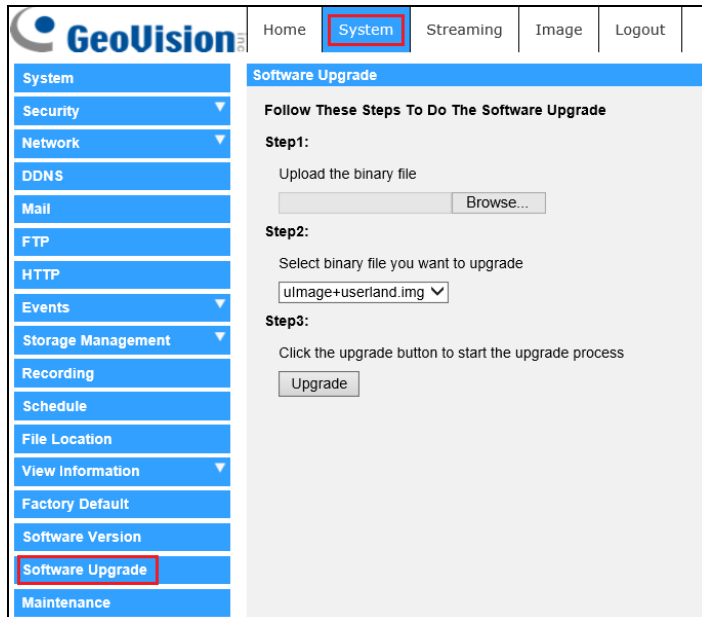 GeoVision inc
Home System Streaming Image Logout
System
Security
Network
DDNS
Mail
FTP
HTTP
Events
Storage Management
Recording
Schedule
File Location
View Information
Factory Default
Software Version
Software Upgrade
Maintenance
Software Upgrade
Follow These Steps To Do The Software Upgrade
Step1:
Upload the binary file
Browse...
Step2:
Select binary file you want to upgrade
uImage+userland.img
Step3:
Click the upgrade button to start the upgrade process
Upgrade